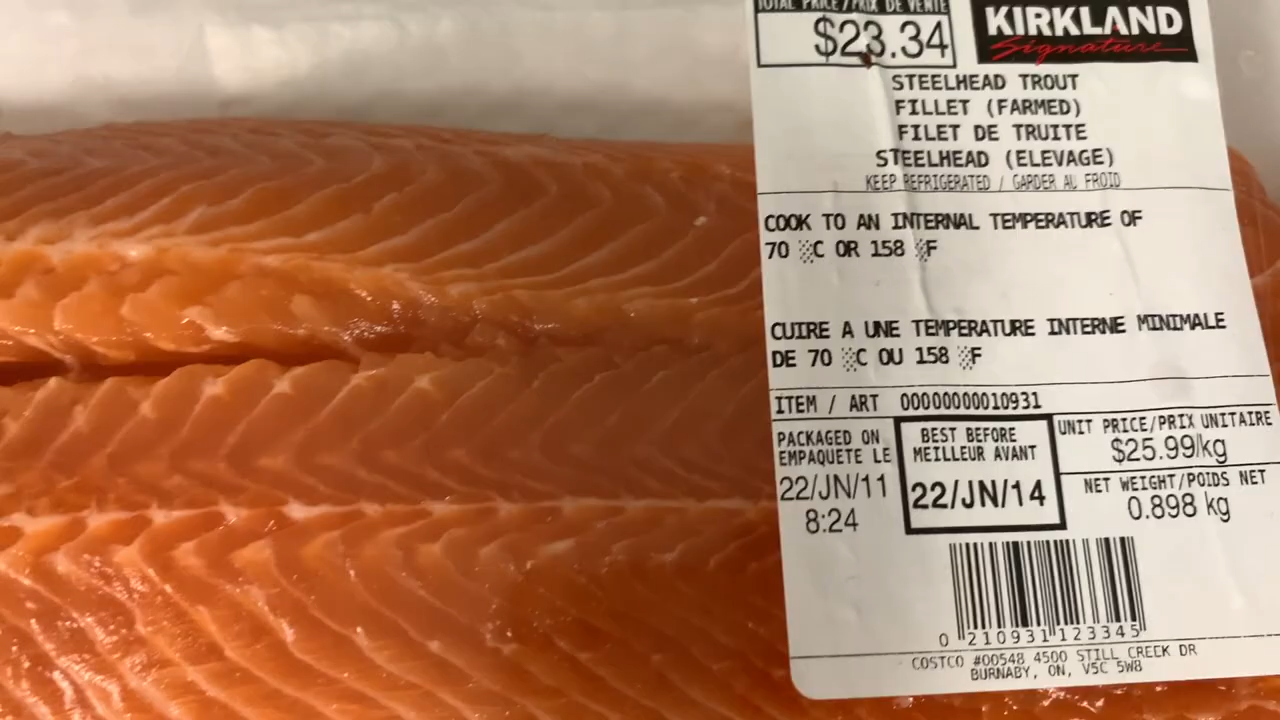 TOTAL PRICE / PRIX DE VENTE
$23.34
KIRKLAND
Signature
STEELHEAD TROUT
FILLET (FARMED)
FILET DE TRUITE
STEELHEAD (ELEVAGE)
KEEP REFRIGERATED / GARDER AU FROID
COOK TO AN INTERNAL TEMPERATURE OF
70 ░C OR 158 ░F
CUIRE A UNE TEMPERATURE INTERNE MINIMALE
DE 70 ░C OU 158 ░F
ITEM / ART 00000000010931
PACKAGED ON
EMPAQUETE LE
22/JN/11
8:24
BEST BEFORE
MEILLEUR AVANT
22/JN/14
UNIT PRICE/PRIX UNITAIRE
$25.99/kg
NET WEIGHT/POIDS NET
0.898 kg
0 210931 123345
COSTCO #00548 4500 STILL CREEK DR
BURNABY, ON, V5C 5W8